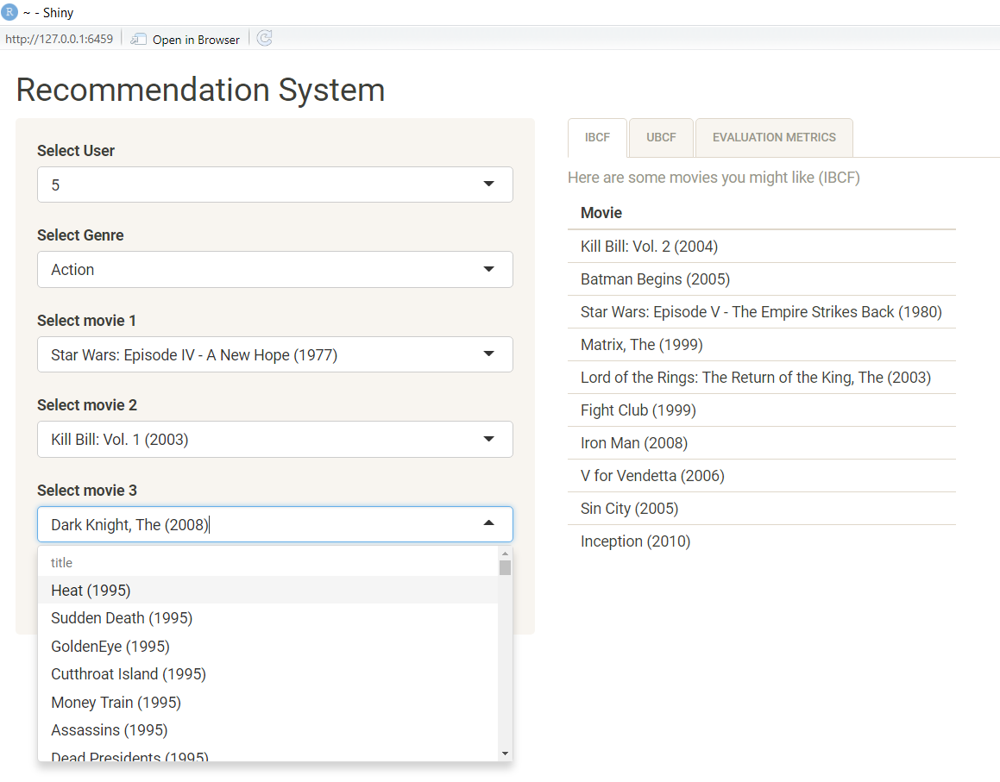 R ~ - Shiny
http://127.0.0.1:6459 Open in Browser
Recommendation System
Select User
5
Select Genre
Action
Select movie 1
Star Wars: Episode IV - A New Hope (1977)
Select movie 2
Kill Bill: Vol. 1 (2003)
Select movie 3
Dark Knight, The (2008)
title
Heat (1995)
Sudden Death (1995)
GoldenEye (1995)
Cutthroat Island (1995)
Money Train (1995)
Assassins (1995)
Dead Presidents (1995)
IBCF UBCF EVALUATION METRICS
Here are some movies you might like (IBCF)
Movie
Kill Bill: Vol. 2 (2004)
Batman Begins (2005)
Star Wars: Episode V - The Empire Strikes Back (1980)
Matrix, The (1999)
Lord of the Rings: The Return of the King, The (2003)
Fight Club (1999)
Iron Man (2008)
V for Vendetta (2006)
Sin City (2005)
Inception (2010)